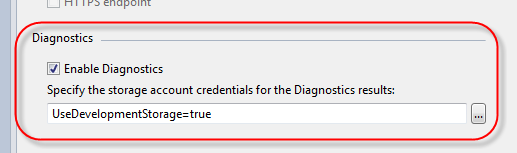 HTTPS endpoint
Diagnostics
Enable Diagnostics
Specify the storage account credentials for the Diagnostics results:
UseDevelopmentStorage=true
...